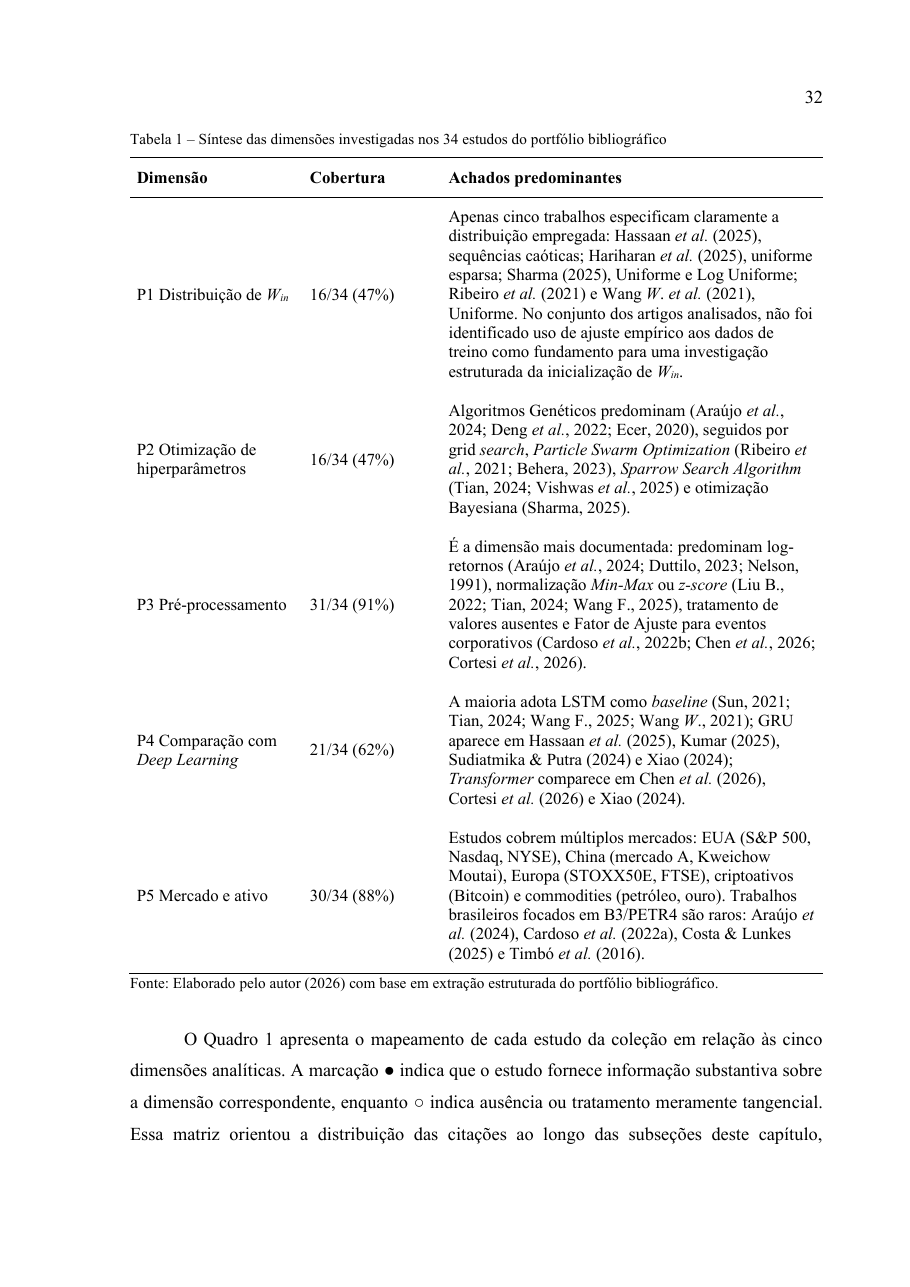 32
Tabela 1 – Síntese das dimensões investigadas nos 34 estudos do portfólio bibliográfico
Dimensão Cobertura Achados predominantes
P1 Distribuição de Win 16/34 (47%)
Apenas cinco trabalhos especificam claramente a
distribuição empregada: Hassaan et al. (2025),
sequências caóticas; Hariharan et al. (2025), uniforme
esparsa; Sharma (2025), Uniforme e Log Uniforme;
Ribeiro et al. (2021) e Wang W. et al. (2021),
Uniforme. No conjunto dos artigos analisados, não foi
identificado uso de ajuste empírico aos dados de
treino como fundamento para uma investigação
estruturada da inicialização de Win.
P2 Otimização de
hiperparâmetros
16/34 (47%)
Algoritmos Genéticos predominam (Araújo et al.,
2024; Deng et al., 2022; Ecer, 2020), seguidos por
grid search, Particle Swarm Optimization (Ribeiro et
al., 2021; Behera, 2023), Sparrow Search Algorithm
(Tian, 2024; Vishwas et al., 2025) e otimização
Bayesiana (Sharma, 2025).
P3 Pré-processamento 31/34 (91%)
É a dimensão mais documentada: predominam log-
retornos (Araújo et al., 2024; Duttilo, 2023; Nelson,
1991), normalização Min-Max ou z-score (Liu B.,
2022; Tian, 2024; Wang F., 2025), tratamento de
valores ausentes e Fator de Ajuste para eventos
corporativos (Cardoso et al., 2022b; Chen et al., 2026;
Cortesi et al., 2026).
P4 Comparação com
Deep Learning
21/34 (62%)
A maioria adota LSTM como baseline (Sun, 2021;
Tian, 2024; Wang F., 2025; Wang W., 2021); GRU
aparece em Hassaan et al. (2025), Kumar (2025),
Sudiatmika & Putra (2024) e Xiao (2024);
Transformer comparece em Chen et al. (2026),
Cortesi et al. (2026) e Xiao (2024).
P5 Mercado e ativo 30/34 (88%)
Estudos cobrem múltiplos mercados: EUA (S&P 500,
Nasdaq, NYSE), China (mercado A, Kweichow
Moutai), Europa (STOXX50E, FTSE), criptoativos
(Bitcoin) e commodities (petróleo, ouro). Trabalhos
brasileiros focados em B3/PETR4 são raros: Araújo et
al. (2024), Cardoso et al. (2022a), Costa & Lunkes
(2025) e Timbó et al. (2016).
Fonte: Elaborado pelo autor (2026) com base em extração estruturada do portfólio bibliográfico.
O Quadro 1 apresenta o mapeamento de cada estudo da coleção em relação às cinco
dimensões analíticas. A marcação ● indica que o estudo fornece informação substantiva sobre
a dimensão correspondente, enquanto ○ indica ausência ou tratamento meramente tangencial.
Essa matriz orientou a distribuição das citações ao longo das subseções deste capítulo,